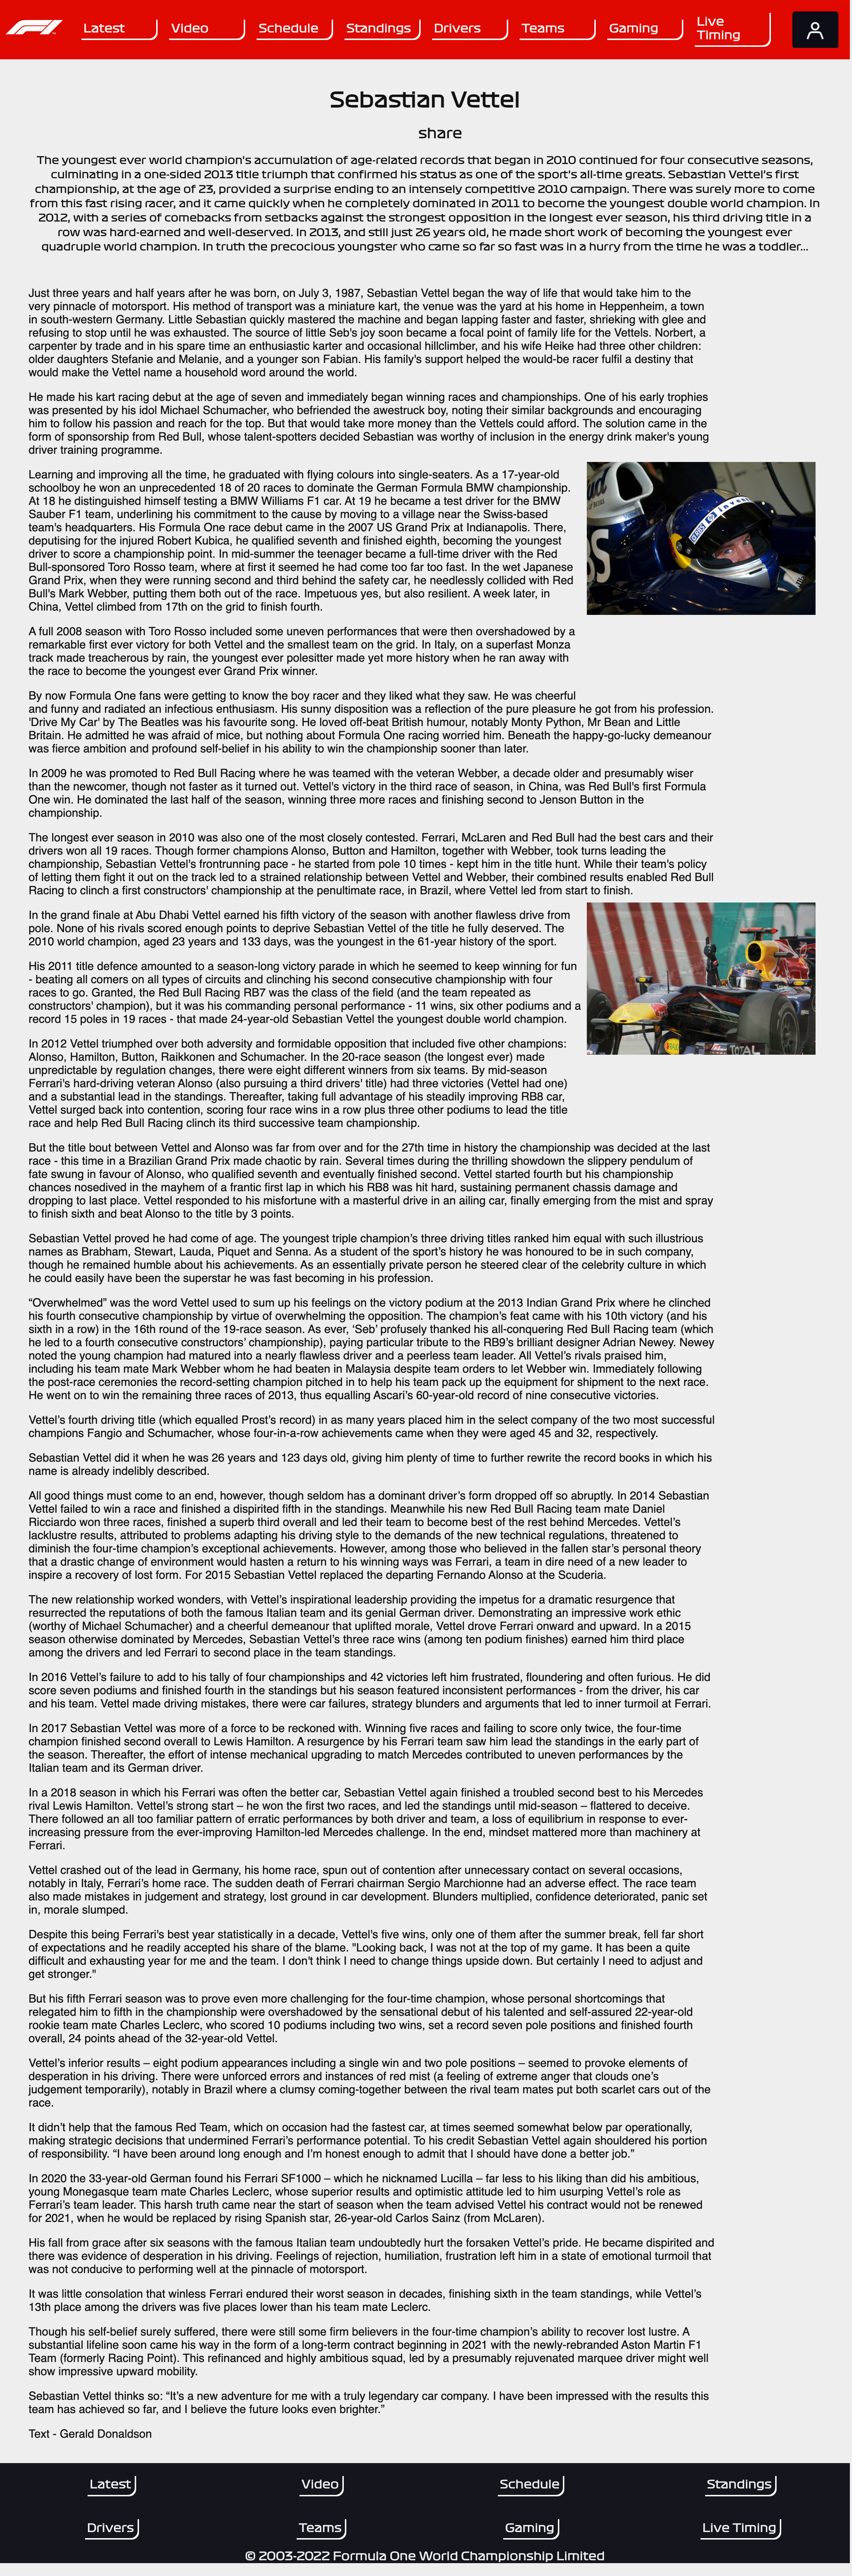 F1
Latest
Video
Schedule
Standings
Drivers
Teams
Gaming
Live
Timing
Sebastian Vettel
share
The youngest ever world champion's accumulation of age-related records that began in 2010 continued for four consecutive seasons,
culminating in a one-sided 2013 title triumph that confirmed his status as one of the sport's all-time greats. Sebastian Vettel's first
championship, at the age of 23, provided a surprise ending to an intensely competitive 2010 campaign. There was surely more to come
from this fast rising racer, and it came quickly when he completely dominated in 2011 to become the youngest double world champion. In
2012, with a series of comebacks from setbacks against the strongest opposition in the longest ever season, his third driving title in a
row was hard-earned and well-deserved. In 2013, and still just 26 years old, he made short work of becoming the youngest ever
quadruple world champion. In truth the precocious youngster who came so far so fast was in a hurry from the time he was a toddler...
Just three years and half years after he was born, on July 3, 1987, Sebastian Vettel began the way of life that would take him to the
very pinnacle of motorsport. His method of transport was a miniature kart, the venue was the yard at his home in Heppenheim, a town
in south-western Germany. Little Sebastian quickly mastered the machine and began lapping faster and faster, shrieking with glee and
refusing to stop until he was exhausted. The source of little Seb's joy soon became a focal point of family life for the Vettels. Norbert, a
carpenter by trade and in his spare time an enthusiastic karter and occasional hillclimber, and his wife Heike had three other children:
older daughters Stefanie and Melanie, and a younger son Fabian. His family's support helped the would-be racer fulfil a destiny that
would make the Vettel name a household word around the world.
He made his kart racing debut at the age of seven and immediately began winning races and championships. One of his early trophies
was presented by his idol Michael Schumacher, who befriended the awestruck boy, noting their similar backgrounds and encouraging
him to follow his passion and reach for the top. But that would take more money than the Vettels could afford. The solution came in the
form of sponsorship from Red Bull, whose talent-spotters decided Sebastian was worthy of inclusion in the energy drink maker's young
driver training programme.
Learning and improving all the time, he graduated with flying colours into single-seaters. As a 17-year-old
schoolboy he won an unprecedented 18 of 20 races to dominate the German Formula BMW championship.
At 18 he distinguished himself testing a BMW Williams F1 car. At 19 he became a test driver for the BMW
Sauber F1 team, underlining his commitment to the cause by moving to a village near the Swiss-based
team's headquarters. His Formula One race debut came in the 2007 US Grand Prix at Indianapolis. There,
deputising for the injured Robert Kubica, he qualified seventh and finished eighth, becoming the youngest
driver to score a championship point. In mid-summer the teenager became a full-time driver with the Red
Bull-sponsored Toro Rosso team, where at first it seemed he had come too far too fast. In the wet Japanese
Grand Prix, when they were running second and third behind the safety car, he needlessly collided with Red
Bull's Mark Webber, putting them both out of the race. Impetuous yes, but also resilient. A week later, in
China, Vettel climbed from 17th on the grid to finish fourth.
A full 2008 season with Toro Rosso included some uneven performances that were then overshadowed by a
remarkable first ever victory for both Vettel and the smallest team on the grid. In Italy, on a superfast Monza
track made treacherous by rain, the youngest ever polesitter made yet more history when he ran away with
the race to become the youngest ever Grand Prix winner.
By now Formula One fans were getting to know the boy racer and they liked what they saw. He was cheerful
and funny and radiated an infectious enthusiasm. His sunny disposition was a reflection of the pure pleasure he got from his profession.
'Drive My Car' by The Beatles was his favourite song. He loved off-beat British humour, notably Monty Python, Mr Bean and Little
Britain. He admitted he was afraid of mice, but nothing about Formula One racing worried him. Beneath the happy-go-lucky demeanour
was fierce ambition and profound self-belief in his ability to win the championship sooner than later.
In 2009 he was promoted to Red Bull Racing where he was teamed with the veteran Webber, a decade older and presumably wiser
than the newcomer, though not faster as it turned out. Vettel's victory in the third race of season, in China, was Red Bull's first Formula
One win. He dominated the last half of the season, winning three more races and finishing second to Jenson Button in the
championship.
The longest ever season in 2010 was also one of the most closely contested. Ferrari, McLaren and Red Bull had the best cars and their
drivers won all 19 races. Though former champions Alonso, Button and Hamilton, together with Webber, took turns leading the
championship, Sebastian Vettel's frontrunning pace - he started from pole 10 times - kept him in the title hunt. While their team's policy
of letting them fight it out on the track led to a strained relationship between Vettel and Webber, their combined results enabled Red Bull
Racing to clinch a first constructors' championship at the penultimate race, in Brazil, where Vettel led from start to finish.
In the grand finale at Abu Dhabi Vettel earned his fifth victory of the season with another flawless drive from
pole. None of his rivals scored enough points to deprive Sebastian Vettel of the title he fully deserved. The
2010 world champion, aged 23 years and 133 days, was the youngest in the 61-year history of the sport.
His 2011 title defence amounted to a season-long victory parade in which he seemed to keep winning for fun
- beating all comers on all types of circuits and clinching his second consecutive championship with four
races to go. Granted, the Red Bull Racing RB7 was the class of the field (and the team repeated as
constructors' champion), but it was his commanding personal performance - 11 wins, six other podiums and a
record 15 poles in 19 races - that made 24-year-old Sebastian Vettel the youngest double world champion.
In 2012 Vettel triumphed over both adversity and formidable opposition that included five other champions:
Alonso, Hamilton, Button, Raikkonen and Schumacher. In the 20-race season (the longest ever) made
unpredictable by regulation changes, there were eight different winners from six teams. By mid-season
Ferrari's hard-driving veteran Alonso (also pursuing a third drivers' title) had three victories (Vettel had one)
and a substantial lead in the standings. Thereafter, taking full advantage of his steadily improving RB8 car,
Vettel surged back into contention, scoring four race wins in a row plus three other podiums to lead the title
race and help Red Bull Racing clinch its third successive team championship.
But the title bout between Vettel and Alonso was far from over and for the 27th time in history the championship was decided at the last
race - this time in a Brazilian Grand Prix made chaotic by rain. Several times during the thrilling showdown the slippery pendulum of
fate swung in favour of Alonso, who qualified seventh and eventually finished second. Vettel started fourth but his championship
chances nosedived in the mayhem of a frantic first lap in which his RB8 was hit hard, sustaining permanent chassis damage and
dropping to last place. Vettel responded to his misfortune with a masterful drive in an ailing car, finally emerging from the mist and spray
to finish sixth and beat Alonso to the title by 3 points.
Sebastian Vettel proved he had come of age. The youngest triple champion's three driving titles ranked him equal with such illustrious
names as Brabham, Stewart, Lauda, Piquet and Senna. As a student of the sport's history he was honoured to be in such company,
though he remained humble about his achievements. As an essentially private person he steered clear of the celebrity culture in which
he could easily have been the superstar he was fast becoming in his profession.
“Overwhelmed” was the word Vettel used to sum up his feelings on the victory podium at the 2013 Indian Grand Prix where he clinched
his fourth consecutive championship by virtue of overwhelming the opposition. The champion's feat came with his 10th victory (and his
sixth in a row) in the 16th round of the 19-race season. As ever, ‘Seb’ profusely thanked his all-conquering Red Bull Racing team (which
he led to a fourth consecutive constructors’ championship), paying particular tribute to the RB9's brilliant designer Adrian Newey. Newey
noted the young champion had matured into a nearly flawless driver and a peerless team leader. All Vettel's rivals praised him,
including his team mate Mark Webber whom he had beaten in Malaysia despite team orders to let Webber win. Immediately following
the post-race ceremonies the record-setting champion pitched in to help his team pack up the equipment for shipment to the next race.
He went on to win the remaining three races of 2013, thus equalling Ascari's 60-year-old record of nine consecutive victories.
Vettel's fourth driving title (which equalled Prost's record) in as many years placed him in the select company of the two most successful
champions Fangio and Schumacher, whose four-in-a-row achievements came when they were aged 45 and 32, respectively.
Sebastian Vettel did it when he was 26 years and 123 days old, giving him plenty of time to further rewrite the record books in which his
name is already indelibly described.
All good things must come to an end, however, though seldom has a dominant driver's form dropped off so abruptly. In 2014 Sebastian
Vettel failed to win a race and finished a dispirited fifth in the standings. Meanwhile his new Red Bull Racing team mate Daniel
Ricciardo won three races, finished a superb third overall and led their team to become best of the rest behind Mercedes. Vettel's
lacklustre results, attributed to problems adapting his driving style to the demands of the new technical regulations, threatened to
diminish the four-time champion's exceptional achievements. However, among those who believed in the fallen star's personal theory
that a drastic change of environment would hasten a return to his winning ways was Ferrari, a team in dire need of a new leader to
inspire a recovery of lost form. For 2015 Sebastian Vettel replaced the departing Fernando Alonso at the Scuderia.
The new relationship worked wonders, with Vettel's inspirational leadership providing the impetus for a dramatic resurgence that
resurrected the reputations of both the famous Italian team and its genial German driver. Demonstrating an impressive work ethic
(worthy of Michael Schumacher) and a cheerful demeanour that uplifted morale, Vettel drove Ferrari onward and upward. In a 2015
season otherwise dominated by Mercedes, Sebastian Vettel's three race wins (among ten podium finishes) earned him third place
among the drivers and led Ferrari to second place in the team standings.
In 2016 Vettel's failure to add to his tally of four championships and 42 victories left him frustrated, floundering and often furious. He did
score seven podiums and finished fourth in the standings but his season featured inconsistent performances - from the driver, his car
and his team. Vettel made driving mistakes, there were car failures, strategy blunders and arguments that led to inner turmoil at Ferrari.
In 2017 Sebastian Vettel was more of a force to be reckoned with. Winning five races and failing to score only twice, the four-time
champion finished second overall to Lewis Hamilton. A resurgence by his Ferrari team saw him lead the standings in the early part of
the season. Thereafter, the effort of intense mechanical upgrading to match Mercedes contributed to uneven performances by the
Italian team and its German driver.
In a 2018 season in which his Ferrari was often the better car, Sebastian Vettel again finished a troubled second best to his Mercedes
rival Lewis Hamilton. Vettel's strong start – he won the first two races, and led the standings until mid-season – flattered to deceive.
There followed an all too familiar pattern of erratic performances by both driver and team, a loss of equilibrium in response to ever-
increasing pressure from the ever-improving Hamilton-led Mercedes challenge. In the end, mindset mattered more than machinery at
Ferrari.
Vettel crashed out of the lead in Germany, his home race, spun out of contention after unnecessary contact on several occasions,
notably in Italy, Ferrari's home race. The sudden death of Ferrari chairman Sergio Marchionne had an adverse effect. The race team
also made mistakes in judgement and strategy, lost ground in car development. Blunders multiplied, confidence deteriorated, panic set
in, morale slumped.
Despite this being Ferrari's best year statistically in a decade, Vettel's five wins, only one of them after the summer break, fell far short
of expectations and he readily accepted his share of the blame. "Looking back, I was not at the top of my game. It has been a quite
difficult and exhausting year for me and the team. I don't think I need to change things upside down. But certainly I need to adjust and
get stronger."
But his fifth Ferrari season was to prove even more challenging for the four-time champion, whose personal shortcomings that
relegated him to fifth in the championship were overshadowed by the sensational debut of his talented and self-assured 22-year-old
rookie team mate Charles Leclerc, who scored 10 podiums including two wins, set a record seven pole positions and finished fourth
overall, 24 points ahead of the 32-year-old Vettel.
Vettel's inferior results – eight podium appearances including a single win and two pole positions – seemed to provoke elements of
desperation in his driving. There were unforced errors and instances of red mist (a feeling of extreme anger that clouds one's
judgement temporarily), notably in Brazil where a clumsy coming-together between the rival team mates put both scarlet cars out of the
race.
It didn't help that the famous Red Team, which on occasion had the fastest car, at times seemed somewhat below par operationally,
making strategic decisions that undermined Ferrari's performance potential. To his credit Sebastian Vettel again shouldered his portion
of responsibility. “I have been around long enough and I'm honest enough to admit that I should have done a better job.”
In 2020 the 33-year-old German found his Ferrari SF1000 – which he nicknamed Lucilla – far less to his liking than did his ambitious,
young Monegasque team mate Charles Leclerc, whose superior results and optimistic attitude led to him usurping Vettel's role as
Ferrari's team leader. This harsh truth came near the start of season when the team advised Vettel his contract would not be renewed
for 2021, when he would be replaced by rising Spanish star, 26-year-old Carlos Sainz (from McLaren).
His fall from grace after six seasons with the famous Italian team undoubtedly hurt the forsaken Vettel's pride. He became dispirited and
there was evidence of desperation in his driving. Feelings of rejection, humiliation, frustration left him in a state of emotional turmoil that
was not conducive to performing well at the pinnacle of motorsport.
It was little consolation that winless Ferrari endured their worst season in decades, finishing sixth in the team standings, while Vettel's
13th place among the drivers was five places lower than his team mate Leclerc.
Though his self-belief surely suffered, there were still some firm believers in the four-time champion's ability to recover lost lustre. A
substantial lifeline soon came his way in the form of a long-term contract beginning in 2021 with the newly-rebranded Aston Martin F1
Team (formerly Racing Point). This refinanced and highly ambitious squad, led by a presumably rejuvenated marquee driver might well
show impressive upward mobility.
Sebastian Vettel thinks so: “It's a new adventure for me with a truly legendary car company. I have been impressed with the results this
team has achieved so far, and I believe the future looks even brighter.”
Text - Gerald Donaldson
Latest
Video
Schedule
Standings
Drivers
Teams
Gaming
Live Timing
© 2003-2022 Formula One World Championship Limited